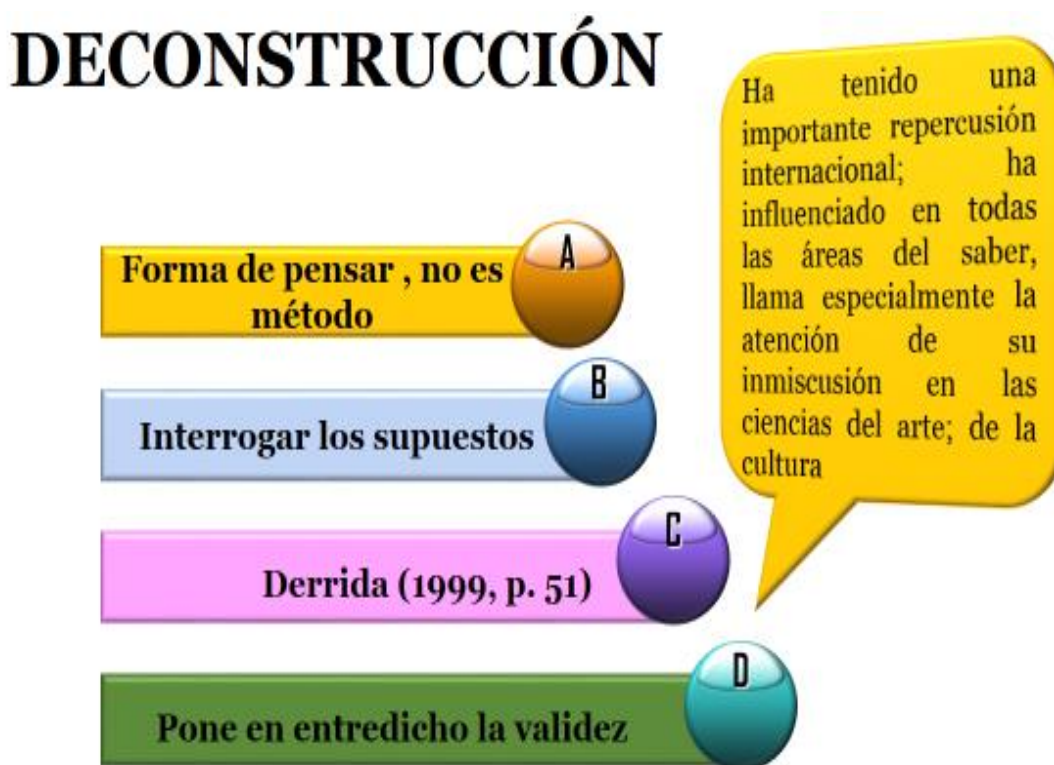 DECONSTRUCCIÓN
Forma de pensar , no es
método
A
Interrogar los supuestos
B
Derrida (1999, p. 51)
C
Pone en entredicho la validez
D
Ha tenido una
importante repercusión
internacional; ha
influenciado en todas
las áreas del saber,
llama especialmente la
atención de su
inmiscusión en las
ciencias del arte; de la
cultura